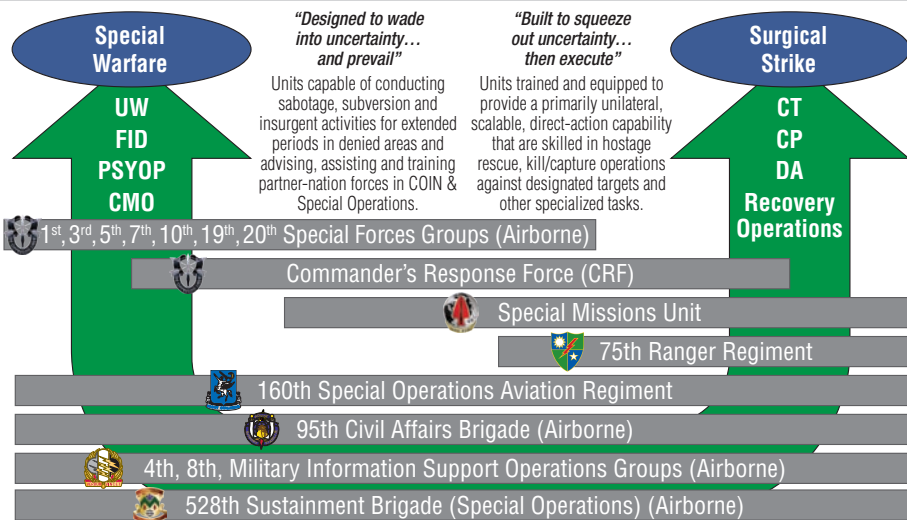 Special
Warfare
"Designed to wade
into uncertainty…
and prevail"
Units capable of conducting
sabotage, subversion and
insurgent activities for extended
periods in denied areas and
advising, assisting and training
partner-nation forces in COIN &
Special Operations.
"Built to squeeze
out uncertainty…
then execute"
Units trained and equipped to
provide a primarily unilateral,
scalable, direct-action capability
that are skilled in hostage
rescue, kill/capture operations
against designated targets and
other specialized tasks.
Surgical
Strike
UW
FID
PSYOP
CMO
CT
CP
DA
Recovery
Operations
1st, 3rd, 5th, 7th, 10th, 19th, 20th Special Forces Groups (Airborne)
Commander's Response Force (CRF)
Special Missions Unit
75th Ranger Regiment
160th Special Operations Aviation Regiment
95th Civil Affairs Brigade (Airborne)
4th, 8th, Military Information Support Operations Groups (Airborne)
528th Sustainment Brigade (Special Operations) (Airborne)